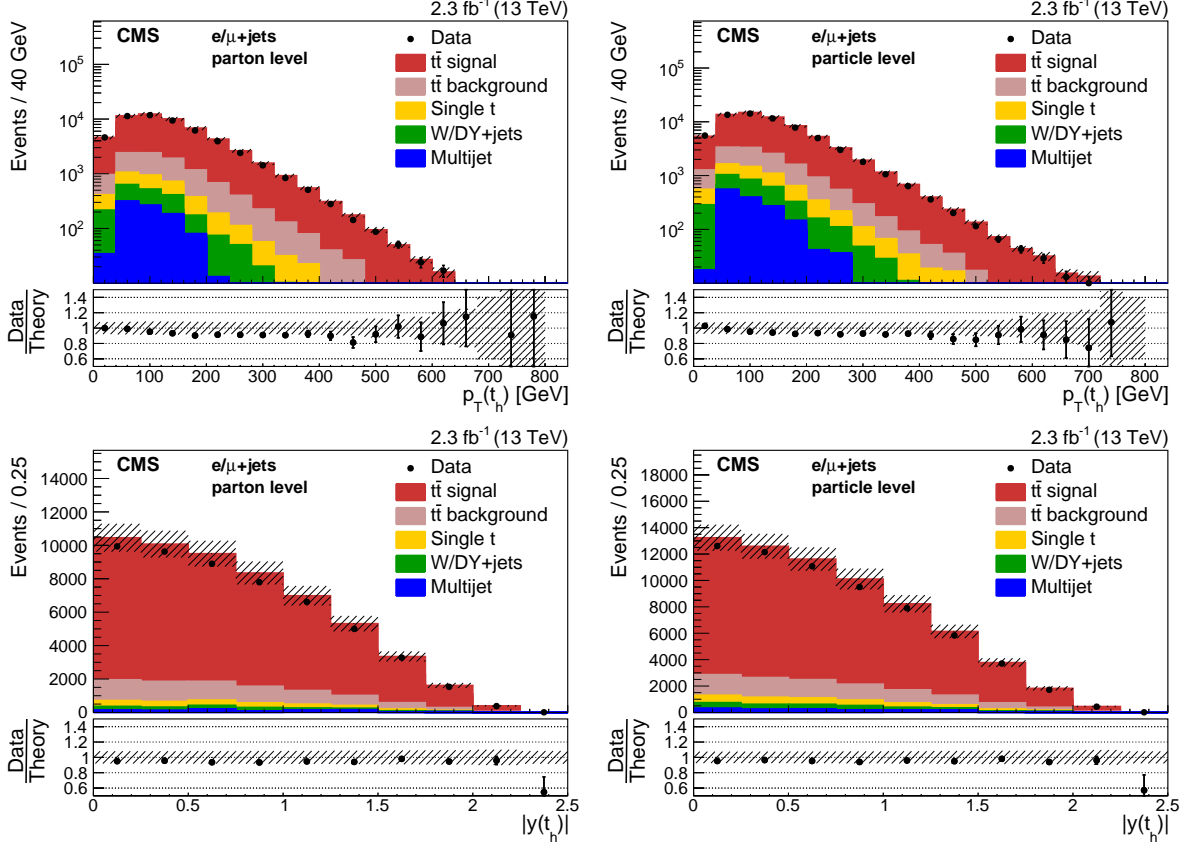 2.3 fb⁻¹ (13 TeV)
CMS e/μ+jets parton level
Data
tt̄ signal
tt̄ background
Single t
W/DY+jets
Multijet
Events / 40 GeV
10⁵
10⁴
10³
10²
Data
Theory
1.4
1.2
1
0.8
0.6
0 100 200 300 400 500 600 700 800
p_T(t_h) [GeV]
2.3 fb⁻¹ (13 TeV)
CMS e/μ+jets particle level
Data
tt̄ signal
tt̄ background
Single t
W/DY+jets
Multijet
Events / 40 GeV
10⁵
10⁴
10³
10²
Data
Theory
1.4
1.2
1
0.8
0.6
0 100 200 300 400 500 600 700 800
p_T(t_h) [GeV]
2.3 fb⁻¹ (13 TeV)
CMS e/μ+jets parton level
Data
tt̄ signal
tt̄ background
Single t
W/DY+jets
Multijet
Events / 0.25
14000
12000
10000
8000
6000
4000
2000
0
Data
Theory
1.4
1.2
1
0.8
0.6
0 0.5 1 1.5 2 2.5
|y(t_h)|
2.3 fb⁻¹ (13 TeV)
CMS e/μ+jets particle level
Data
tt̄ signal
tt̄ background
Single t
W/DY+jets
Multijet
Events / 0.25
18000
16000
14000
12000
10000
8000
6000
4000
2000
0
Data
Theory
1.4
1.2
1
0.8
0.6
0 0.5 1 1.5 2 2.5
|y(t_h)|